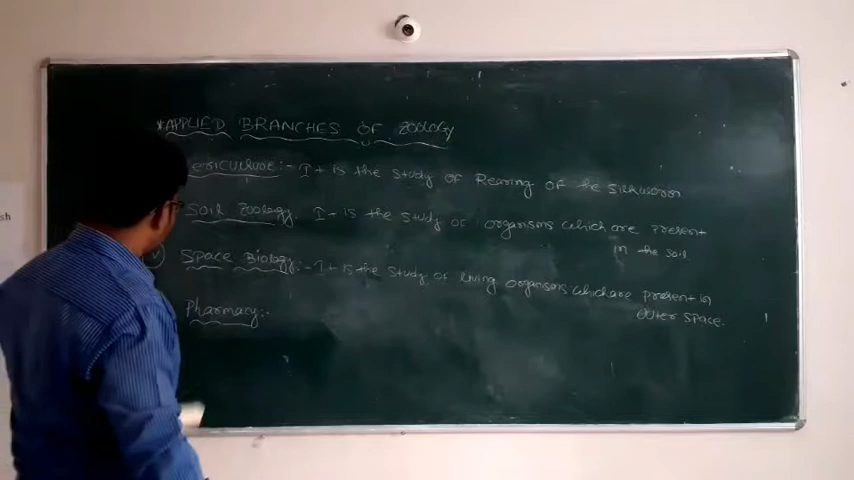 *APPLIED BRANCHES OF ZOOLOGY
ericulture:- It is the study of Rearing of the silkworm
Soil Zoology:- It is the study of organisms which are present
in the soil
v) Space Biology:- It is the study of living organisms which are present in
Outer space.
Pharmacy:-
sh